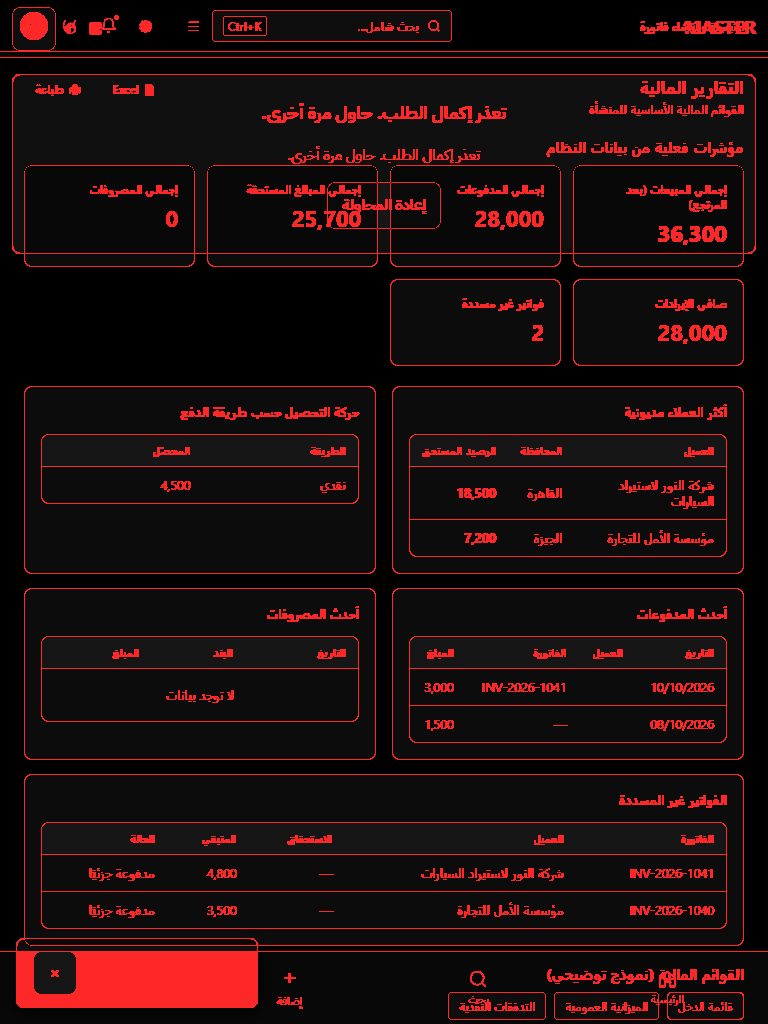 بحث شامل...
Ctrl+K
التقارير المالية
القوائم المالية الأساسية للمنشأة
Excel
طباعة
تعذر إكمال الطلب. حاول مرة أخرى.
تعذر إكمال الطلب. حاول مرة أخرى.
إعادة المحاولة
مؤشرات فعلية من بيانات النظام
إجمالي المبيعات (بعد المرتجع)
36,300
إجمالي المدفوعات
28,000
إجمالي المبالغ المستحقة
25,700
إجمالي المصروفات
0
صافي الإيرادات
28,000
فواتير غير مسددة
2
أكثر العملاء مديونية
العميل المحافظة الرصيد المستحق
شركة النور لاستيراد السيارات القاهرة 18,500
مؤسسة الأمل للتجارة الجيزة 7,200
حركة التحصيل حسب طريقة الدفع
الطريقة المحصّل
نقدي 4,500
أحدث المدفوعات
التاريخ العميل الفاتورة المبلغ
10/10/2026 INV-2026-1041 3,000
08/10/2026 — 1,500
أحدث المصروفات
التاريخ البند المبلغ
لا توجد بيانات
الفواتير غير المسددة
الفاتورة العميل الاستحقاق المتبقي الحالة
INV-2026-1041 شركة النور لاستيراد السيارات — 4,800 مدفوعة جزئيًا
INV-2026-1040 مؤسسة الأمل للتجارة — 3,500 مدفوعة جزئيًا
القوائم المالية (نموذج توضيحي)
قائمة الدخل
الميزانية العمومية
التدفقات النقدية
الرئيسية
بحث
إضافة
×